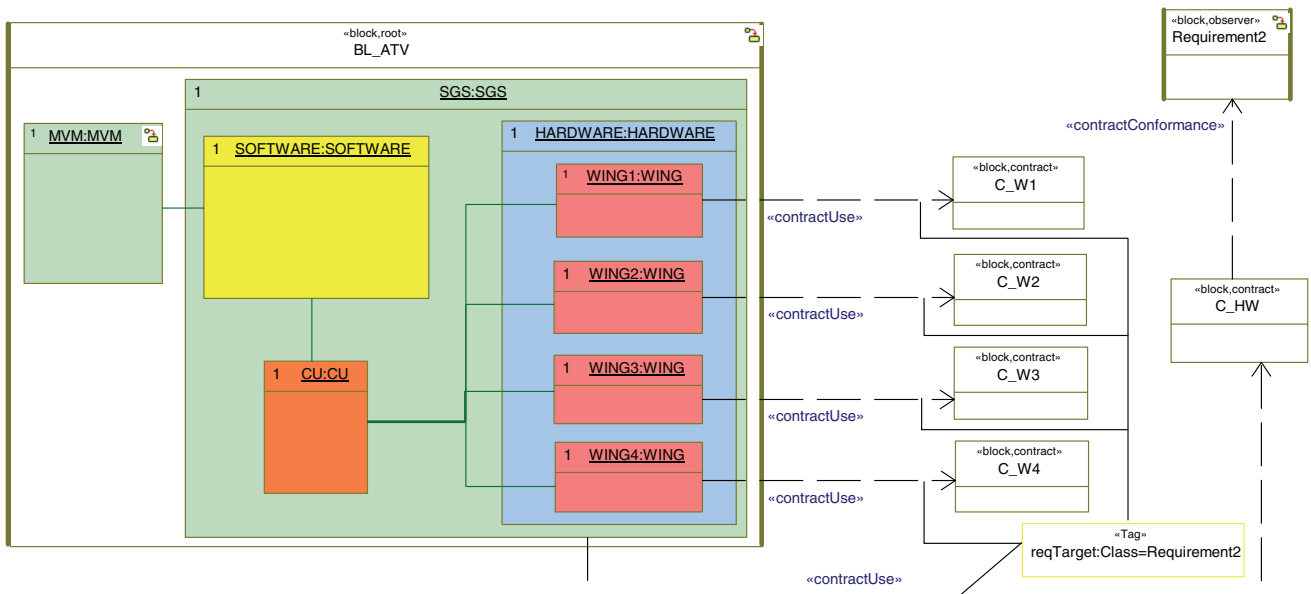 «block,root»
BL_ATV
1 SGS:SGS
1 MVM:MVM
1 SOFTWARE:SOFTWARE
1 CU:CU
1 HARDWARE:HARDWARE
1 WING1:WING
1 WING2:WING
1 WING3:WING
1 WING4:WING
«contractUse»
«contractUse»
«contractUse»
«contractUse»
«contractUse»
«block,contract»
C_W1
«block,contract»
C_W2
«block,contract»
C_W3
«block,contract»
C_W4
«Tag»
reqTarget:Class=Requirement2
«block,observer»
Requirement2
«contractConformance»
«block,contract»
C_HW